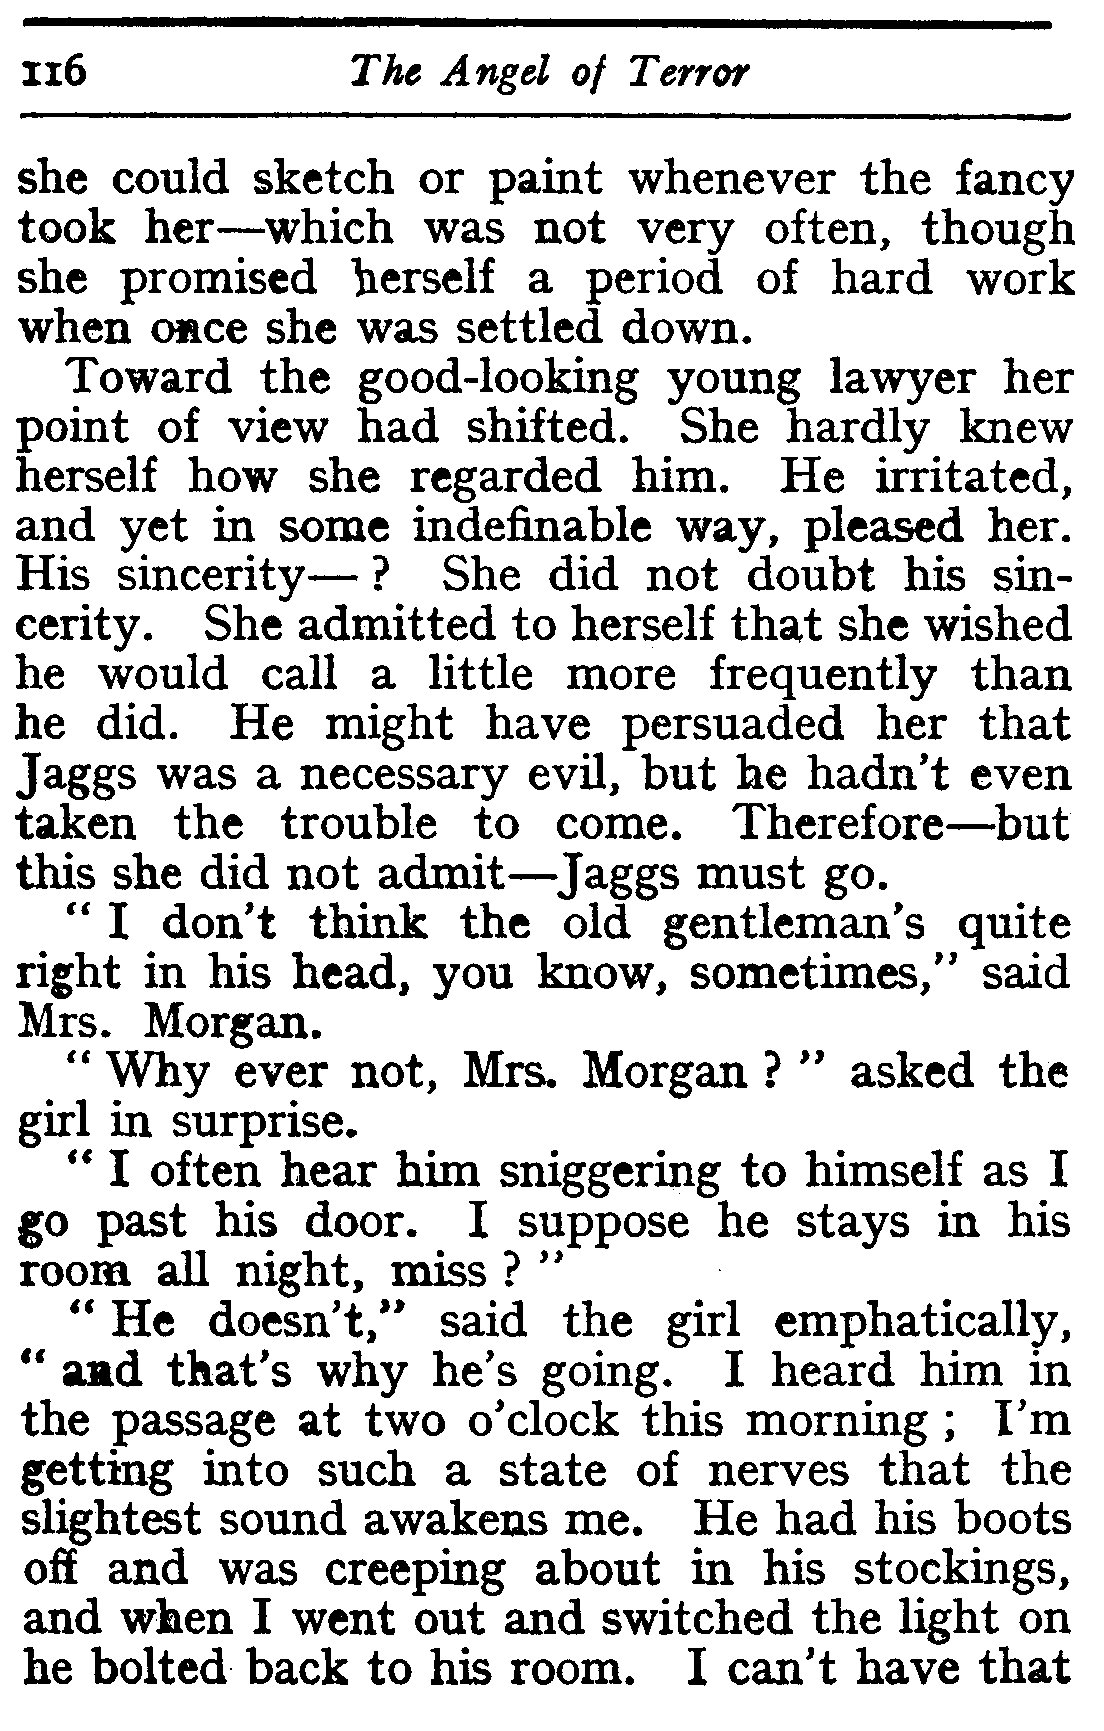 116 The Angel of Terror
she could sketch or paint whenever the fancy
took her—which was not very often, though
she promised herself a period of hard work
when once she was settled down.
Toward the good-looking young lawyer her
point of view had shifted. She hardly knew
herself how she regarded him. He irritated,
and yet in some indefinable way, pleased her.
His sincerity— ? She did not doubt his sin-
cerity. She admitted to herself that she wished
he would call a little more frequently than
he did. He might have persuaded her that
Jaggs was a necessary evil, but he hadn't even
taken the trouble to come. Therefore—but
this she did not admit—Jaggs must go.
“ I don't think the old gentleman's quite
right in his head, you know, sometimes,” said
Mrs. Morgan.
“ Why ever not, Mrs. Morgan ? ” asked the
girl in surprise.
“ I often hear him sniggering to himself as I
go past his door. I suppose he stays in his
room all night, miss ? ”
“ He doesn't,” said the girl emphatically,
“ and that's why he's going. I heard him in
the passage at two o'clock this morning ; I'm
getting into such a state of nerves that the
slightest sound awakens me. He had his boots
off and was creeping about in his stockings,
and when I went out and switched the light on
he bolted back to his room. I can't have that